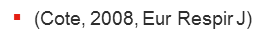 ▪ (Cote, 2008, Eur Respir J)